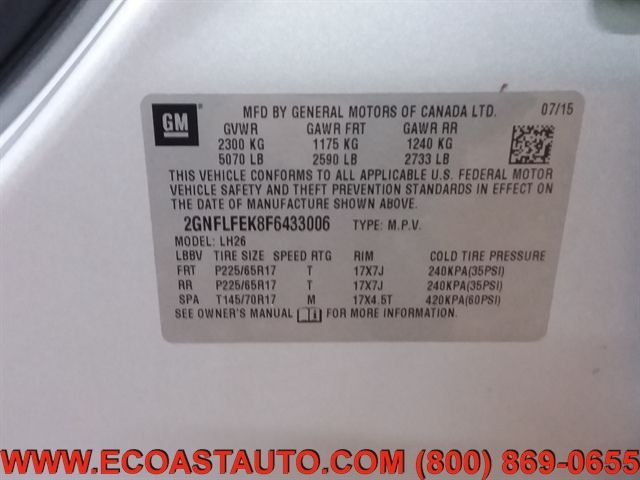 GM
MFD BY GENERAL MOTORS OF CANADA LTD. 07/15
GVWR GAWR FRT GAWR RR
2300 KG 1175 KG 1240 KG
5070 LB 2590 LB 2733 LB
THIS VEHICLE CONFORMS TO ALL APPLICABLE U.S. FEDERAL MOTOR
VEHICLE SAFETY AND THEFT PREVENTION STANDARDS IN EFFECT ON
THE DATE OF MANUFACTURE SHOWN ABOVE.
2GNFLFEK8F6433006 TYPE: M.P.V.
MODEL: LH26
LBBV TIRE SIZE SPEED RTG RIM COLD TIRE PRESSURE
FRT P225/65R17 T 17X7J 240KPA(35PSI)
RR P225/65R17 T 17X7J 240KPA(35PSI)
SPA T145/70R17 M 17X4.5T 420KPA(60PSI)
SEE OWNER'S MANUAL FOR MORE INFORMATION.
WWW.ECOASTAUTO.COM (800) 869-0655